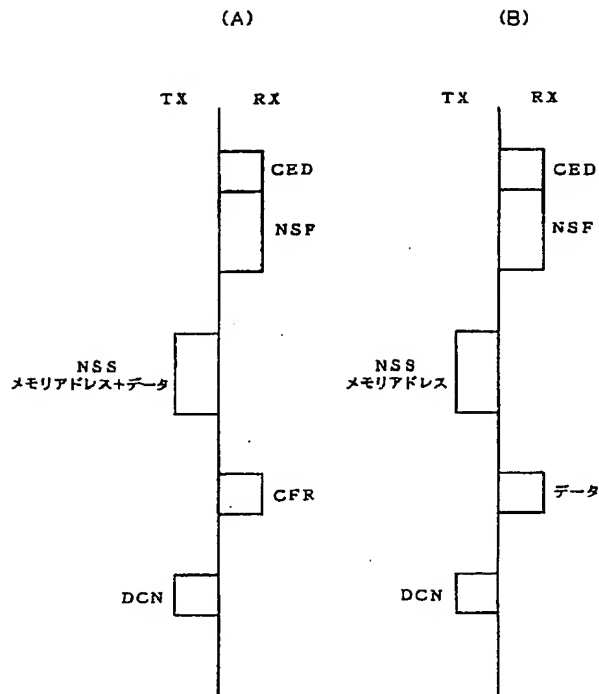 (A)
TX RX
CED
NSF
NSS
メモリアドレス+データ
CFR
DCN
(B)
TX RX
CED
NSF
NSS
メモリアドレス
データ
DCN